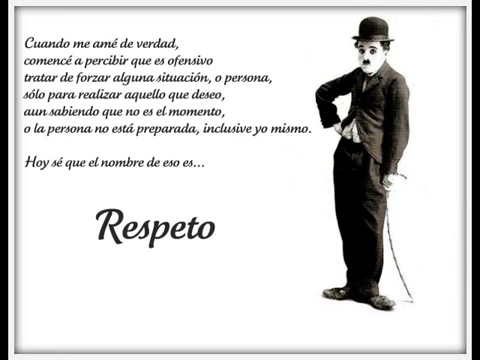 Cuando me amé de verdad,
comencé a percibir que es ofensivo
tratar de forzar alguna situación, o persona,
sólo para realizar aquello que deseo,
aun sabiendo que no es el momento,
o la persona no está preparada, inclusive yo mismo.
Hoy sé que el nombre de eso es...
Respeto